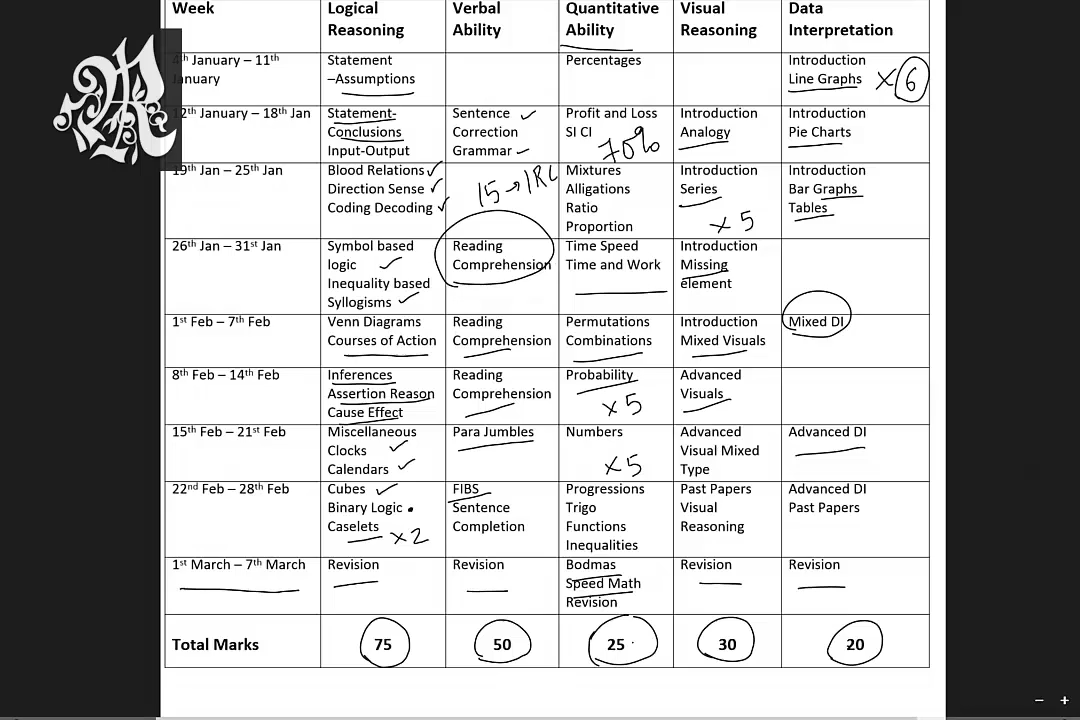 Week
Logical Reasoning
Verbal Ability
Quantitative Ability
Visual Reasoning
Data Interpretation
4th January – 11th January
Statement
–Assumptions
Percentages
Introduction
Line Graphs
×6
12th January – 18th Jan
Statement-
Conclusions
Input-Output
Sentence
Correction
Grammar
Profit and Loss
SI CI
70%
Introduction
Analogy
Introduction
Pie Charts
19th Jan – 25th Jan
Blood Relations
Direction Sense
Coding Decoding
15 → 1RC
Mixtures
Alligations
Ratio
Proportion
Introduction
Series
×5
Introduction
Bar Graphs
Tables
26th Jan – 31st Jan
Symbol based
logic
Inequality based
Syllogisms
Reading
Comprehension
Time Speed
Time and Work
Introduction
Missing
element
1st Feb – 7th Feb
Venn Diagrams
Courses of Action
Reading
Comprehension
Permutations
Combinations
Introduction
Mixed Visuals
Mixed DI
8th Feb – 14th Feb
Inferences
Assertion Reason
Cause Effect
Reading
Comprehension
Probability
×5
Advanced
Visuals
15th Feb – 21st Feb
Miscellaneous
Clocks
Calendars
Para Jumbles
Numbers
×5
Advanced
Visual Mixed
Type
Advanced DI
22nd Feb – 28th Feb
Cubes
Binary Logic
Caselets
×2
FIBS
Sentence
Completion
Progressions
Trigo
Functions
Inequalities
Past Papers
Visual
Reasoning
Advanced DI
Past Papers
1st March – 7th March
Revision
Revision
Bodmas
Speed Math
Revision
Revision
Revision
Total Marks
75
50
25
30
20